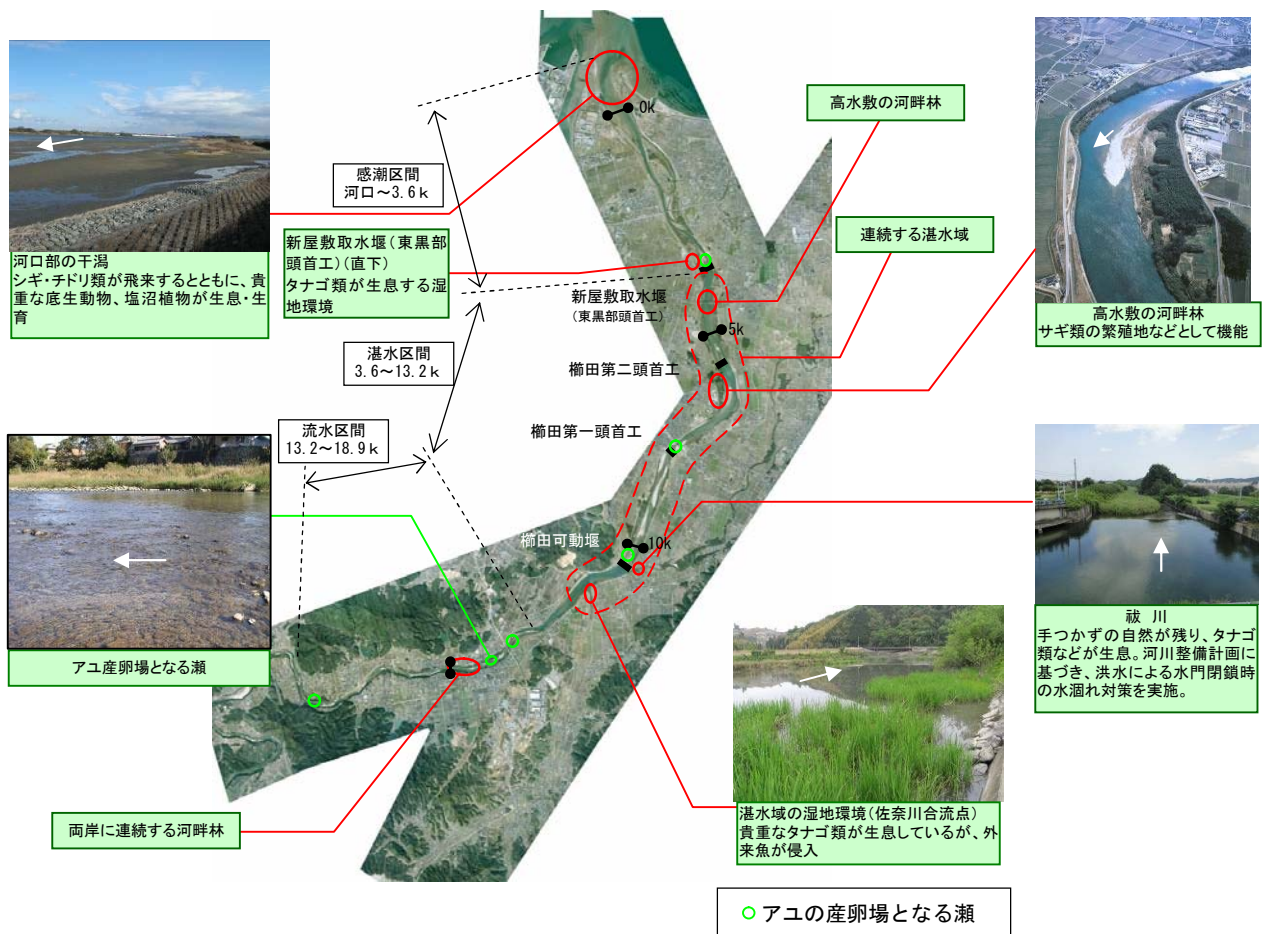 0k
高水敷の河畔林
感潮区間
河口～3.6k
連続する湛水域
河口部の干潟
シギ・チドリ類が飛来するとともに、貴
重な底生動物、塩沼植物が生息・生
育
新屋敷取水堰（東黒部
頭首工）（直下）
タナゴ類が生息する湿
地環境
新屋敷取水堰
（東黒部頭首工）
5k
高水敷の河畔林
サギ類の繁殖地などとして機能
湛水区間
3.6～13.2k
櫛田第二頭首工
櫛田第一頭首工
流水区間
13.2～18.9k
櫛田可動堰
10k
祓 川
手つかずの自然が残り、タナゴ
類などが生息。河川整備計画に
基づき、洪水による水門閉鎖時
の水涸れ対策を実施。
アユ産卵場となる瀬
湛水域の湿地環境（佐奈川合流点）
貴重なタナゴ類が生息しているが、外
来魚が侵入
両岸に連続する河畔林
アユの産卵場となる瀬